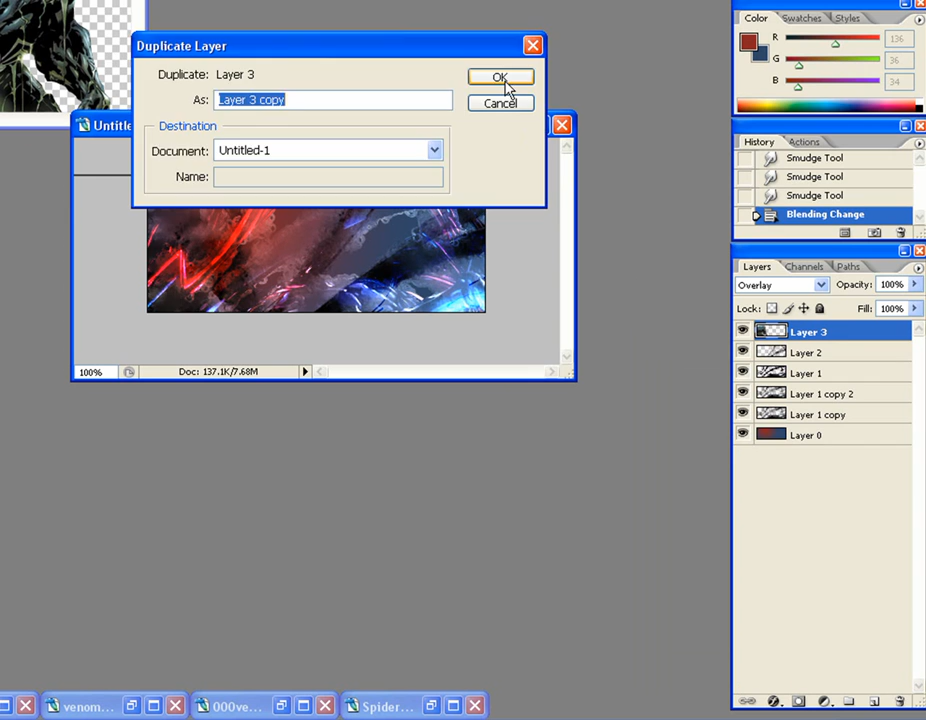 Duplicate Layer
Duplicate: Layer 3
As: Layer 3 copy
OK
Cancel
Destination
Document: Untitled-1
Name:
Untitle
100%
Doc: 137.1K/7.68M
Color Swatches Styles
R 136
G 36
B 34
History Actions
Smudge Tool
Smudge Tool
Smudge Tool
Blending Change
Layers Channels Paths
Overlay Opacity: 100%
Lock: Fill: 100%
Layer 3
Layer 2
Layer 1
Layer 1 copy 2
Layer 1 copy
Layer 0
venom... 000ve... Spider...